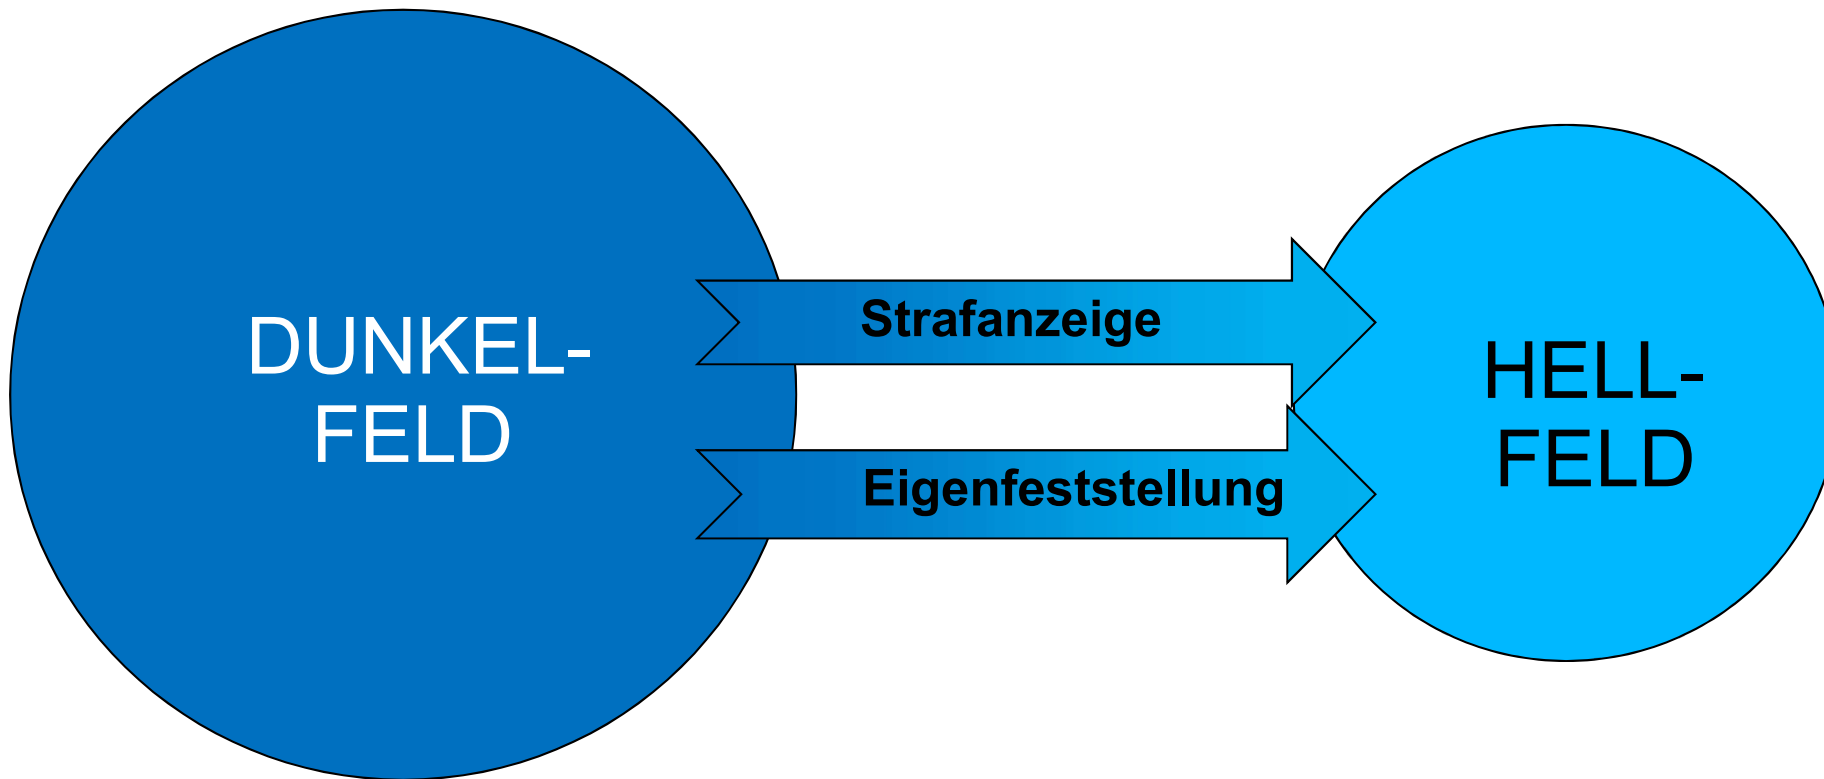 DUNKEL-
FELD
Strafanzeige
Eigenfeststellung
HELL-
FELD